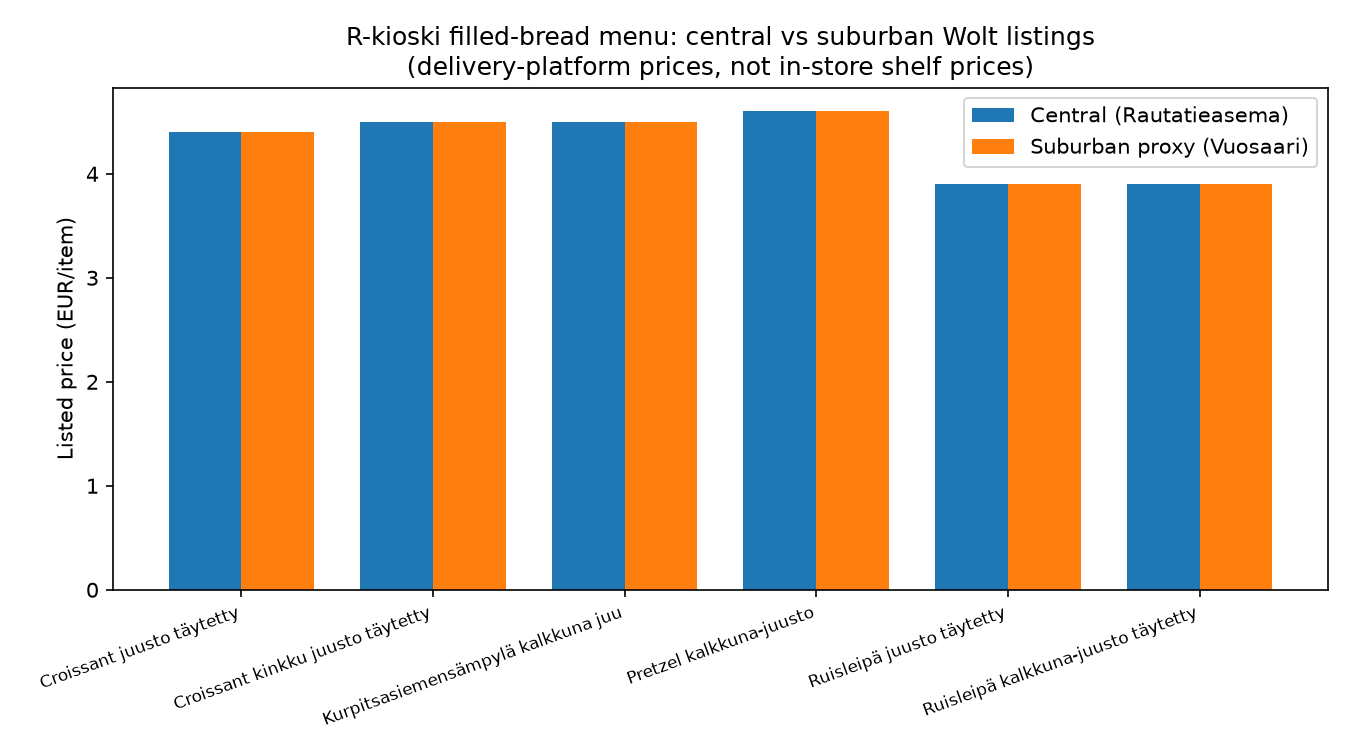 R-kioski filled-bread menu: central vs suburban Wolt listings
(delivery-platform prices, not in-store shelf prices)
Central (Rautatieasema)
Suburban proxy (Vuosaari)
Listed price (EUR/item)
4
3
2
1
0
Croissant juusto täytetty
Croissant kinkku juusto täytetty
Kurpitsasiemensämpylä kalkkuna juu
Pretzel kalkkuna-juusto
Ruisleipä juusto täytetty
Ruisleipä kalkkuna-juusto täytetty